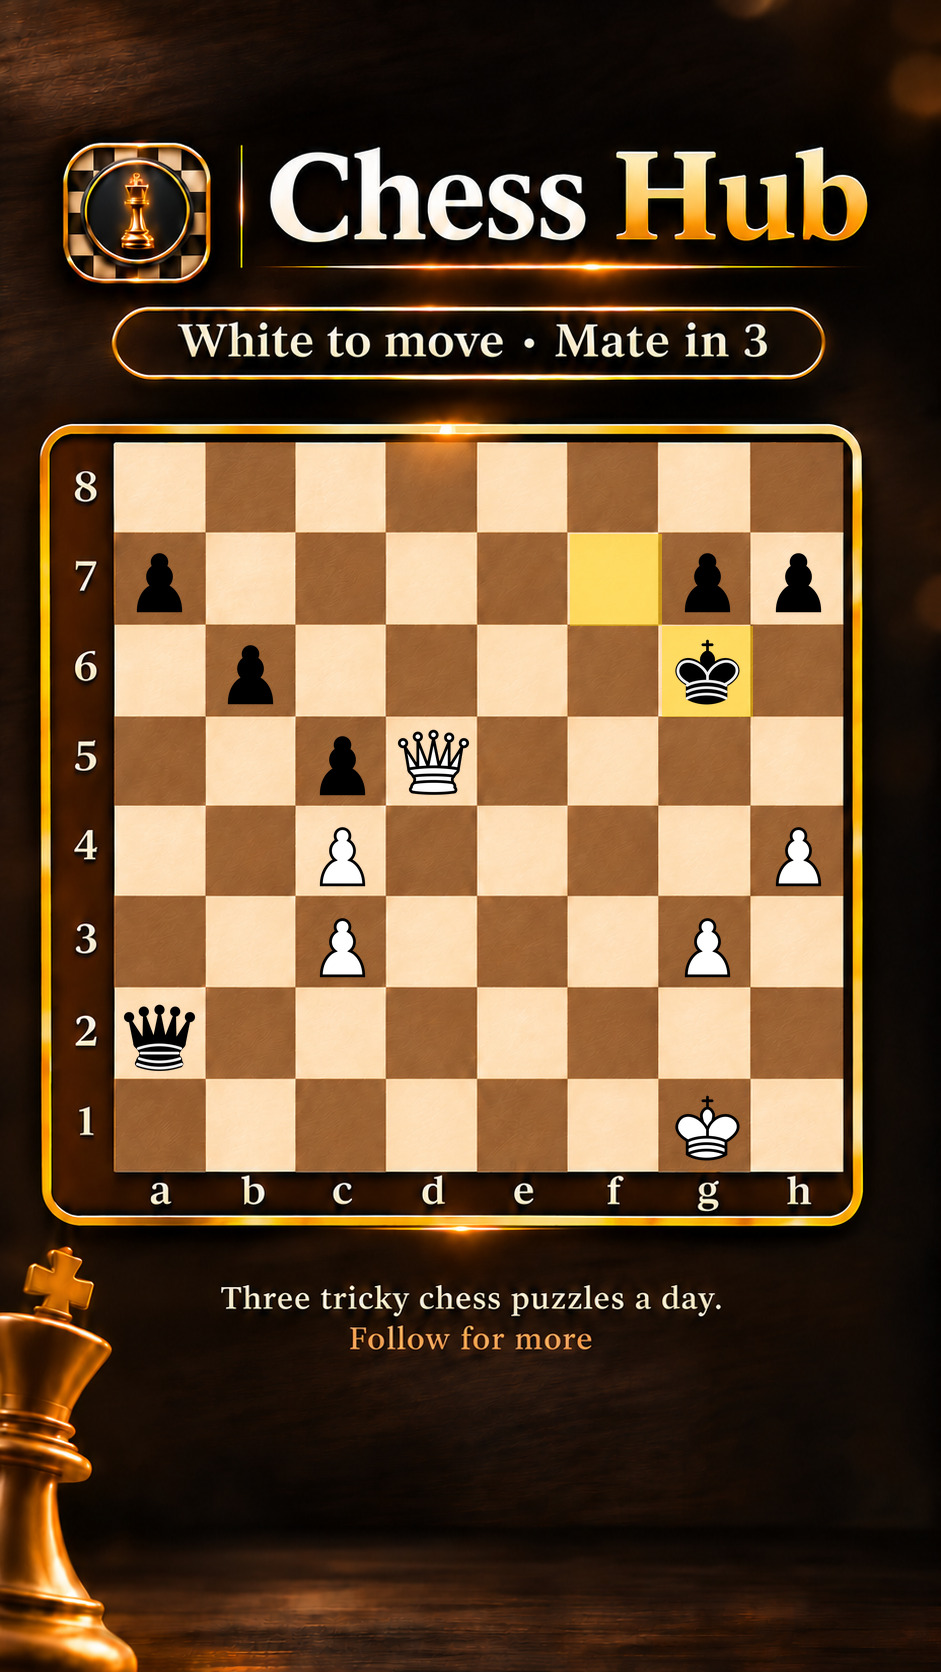 Chess Hub
White to move • Mate in 3
8
7
6
5
4
3
2
1
a b c d e f g h
Three tricky chess puzzles a day.
Follow for more